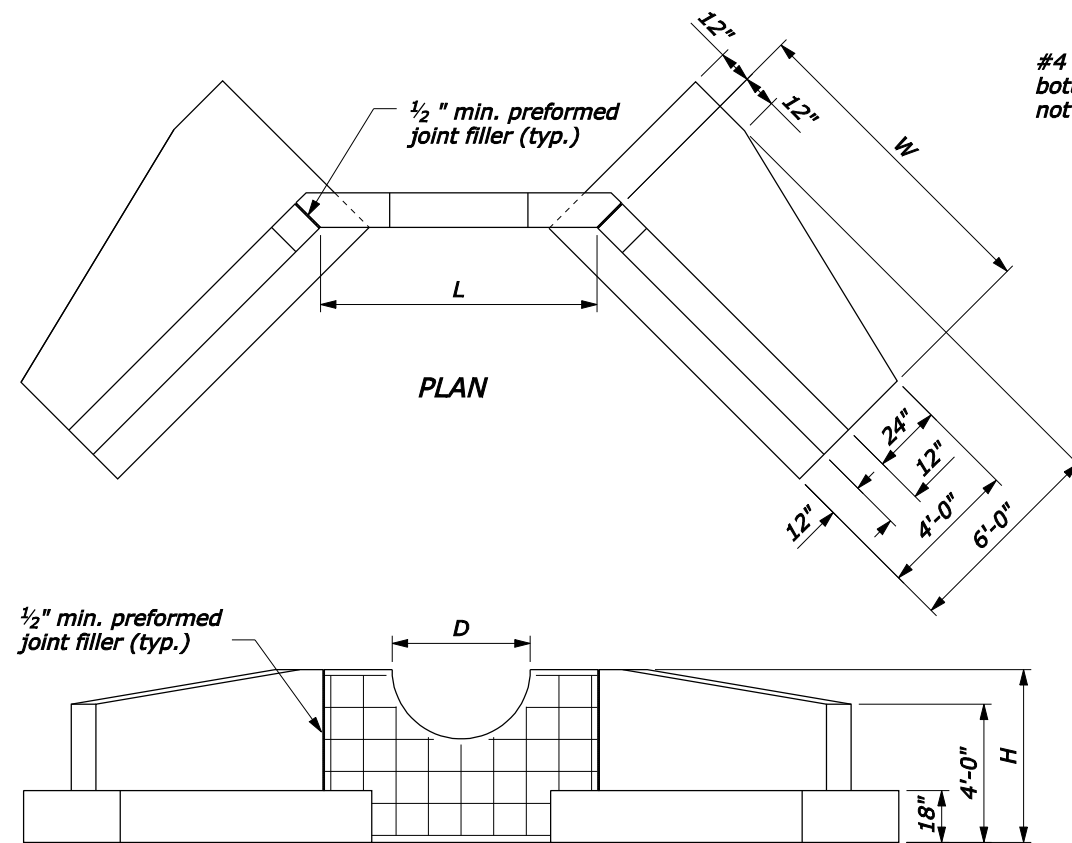 12"
12"
#4
not
½ " min. preformed
joint filler (typ.)
W
L
PLAN
24"
12"
4'-0"
6'-0"
12"
½" min. preformed
joint filler (typ.)
D
18"
4'-0"
H